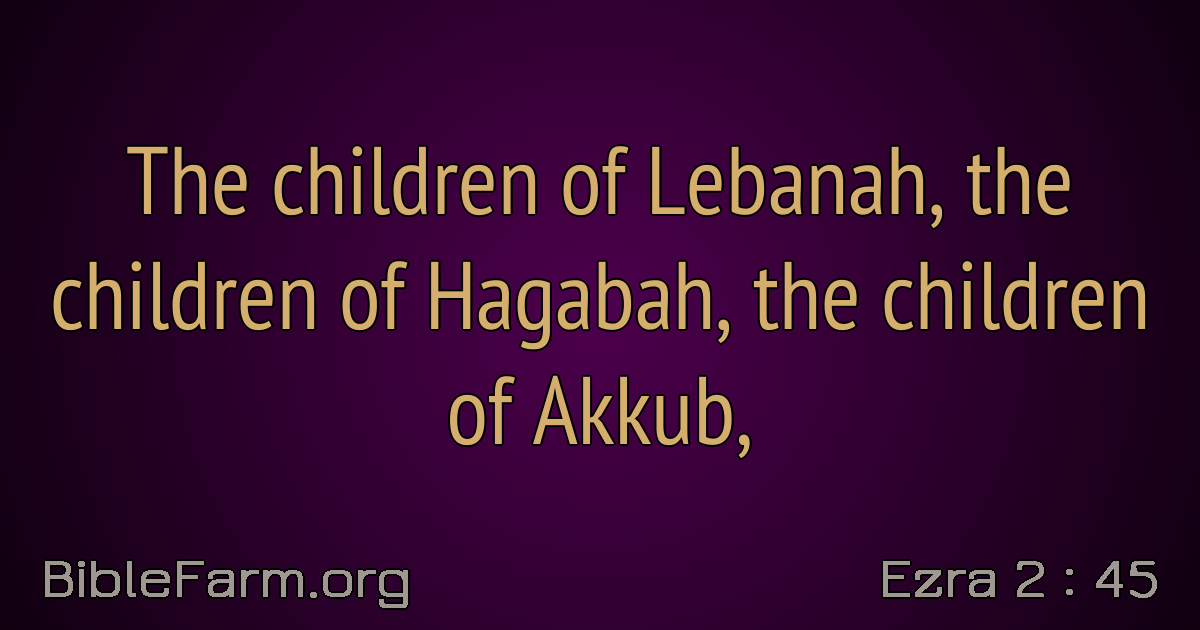 The children of Lebanah, the
children of Hagabah, the children
of Akkub,
BibleFarm.org
Ezra 2 : 45